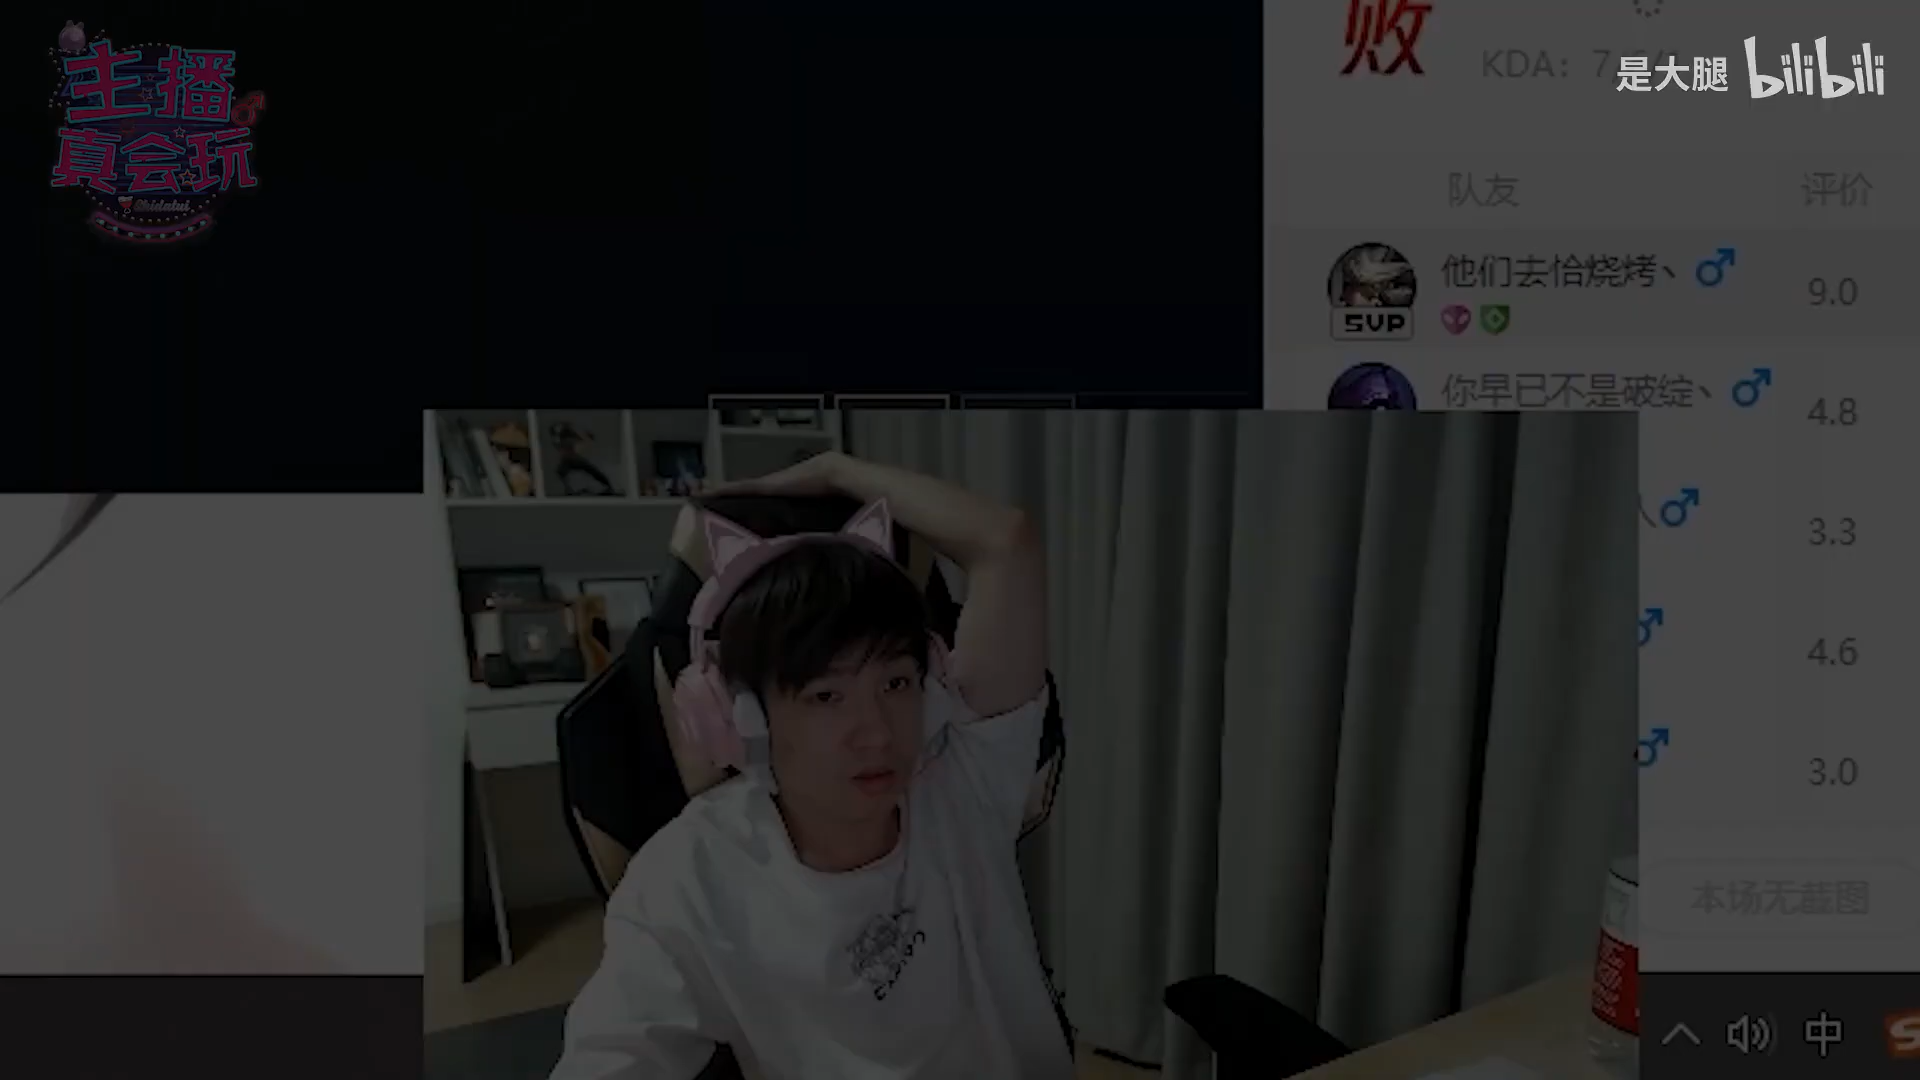 主播
真会玩
Shidatui
是大腿 bilibili
败
KDA: 7
队友 评价
他们去恰烧烤丶 9.0
SVP
你早已不是破绽丶 4.8
3.3
4.6
3.0
本场无截图
中